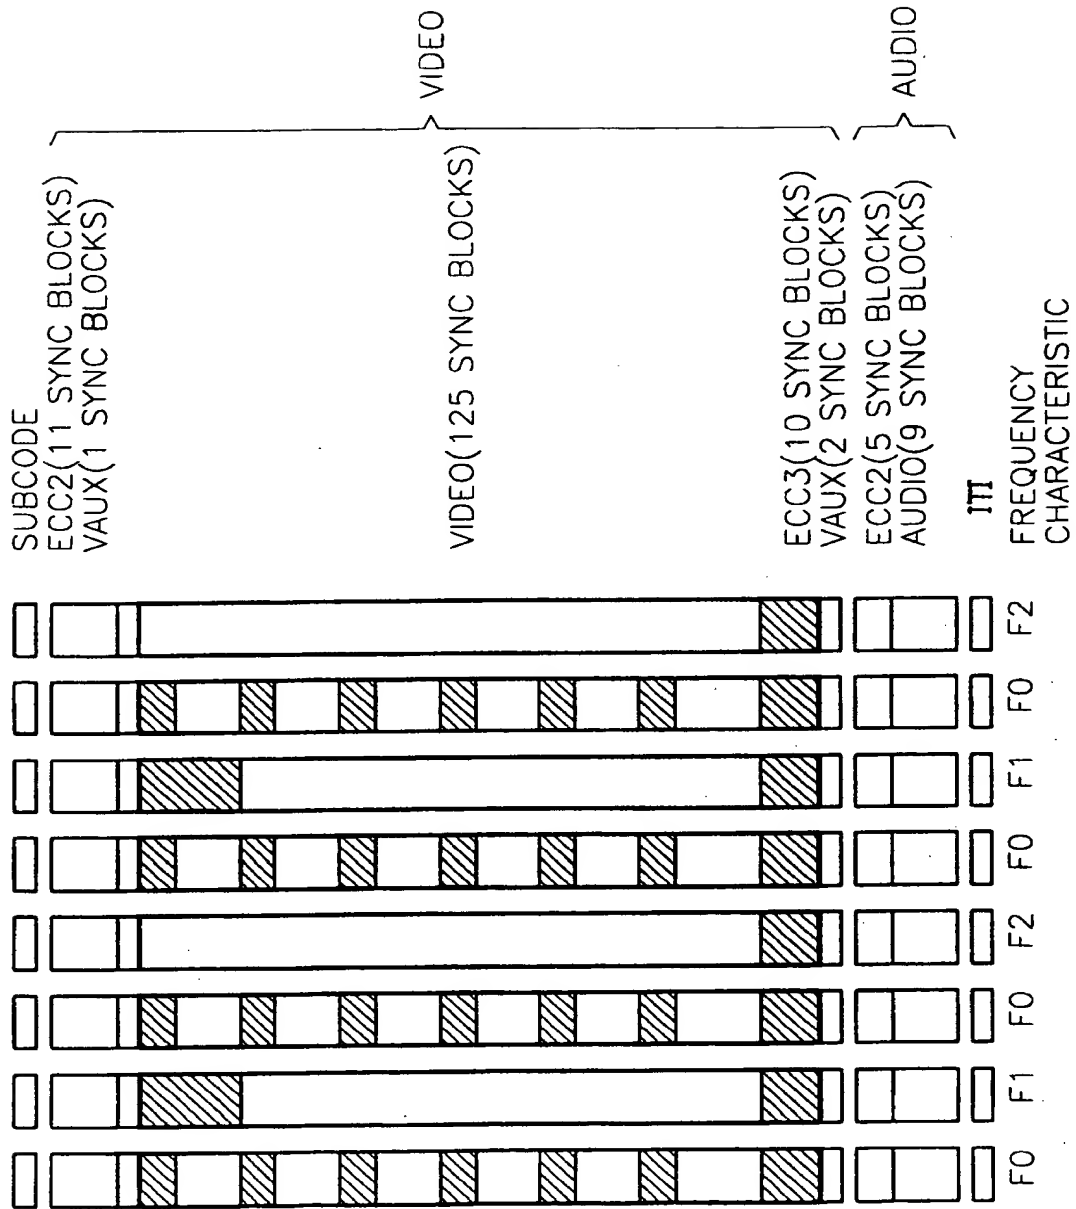 SUBCODE
ECC2(11 SYNC BLOCKS)
VAUX(1 SYNC BLOCKS)
VIDEO(125 SYNC BLOCKS)
ECC3(10 SYNC BLOCKS)
VAUX(2 SYNC BLOCKS)
ECC2(5 SYNC BLOCKS)
AUDIO(9 SYNC BLOCKS)
ITI
FREQUENCY
CHARACTERISTIC
VIDEO
AUDIO
F0
F1
F0
F2
F0
F1
F0
F2